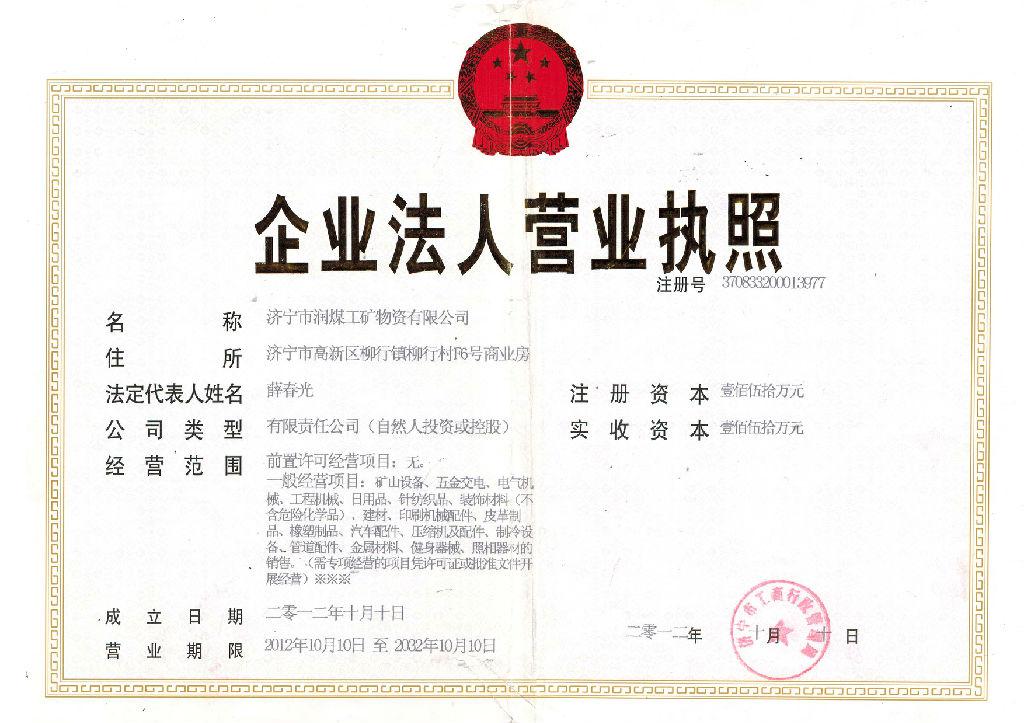 企业法人营业执照
注册号 370833200013977
名称 济宁市润煤工矿物资有限公司
住所 济宁市高新区柳行镇柳行村F6号商业房
法定代表人姓名 薛春光
注册资本 壹佰伍拾万元
公司类型 有限责任公司（自然人投资或控股）
实收资本 壹佰伍拾万元
经营范围 前置许可经营项目：无。
一般经营项目：矿山设备、五金交电、电气机
械、工程机械、日用品、针纺织品、装饰材料（不
含危险化学品）、建材、印刷机械配件、皮革制
品、橡塑制品、汽车配件、压缩机及配件、制冷设
备、管道配件、金属材料、健身器械、照相器材的
销售。（需专项经营的项目凭许可证或批准文件开
展经营）※※※
成立日期 二零一二年十月十日
营业期限 2012年10月10日 至 2032年10月10日
二零一二年 十月 十日
济宁市工商行政管理局